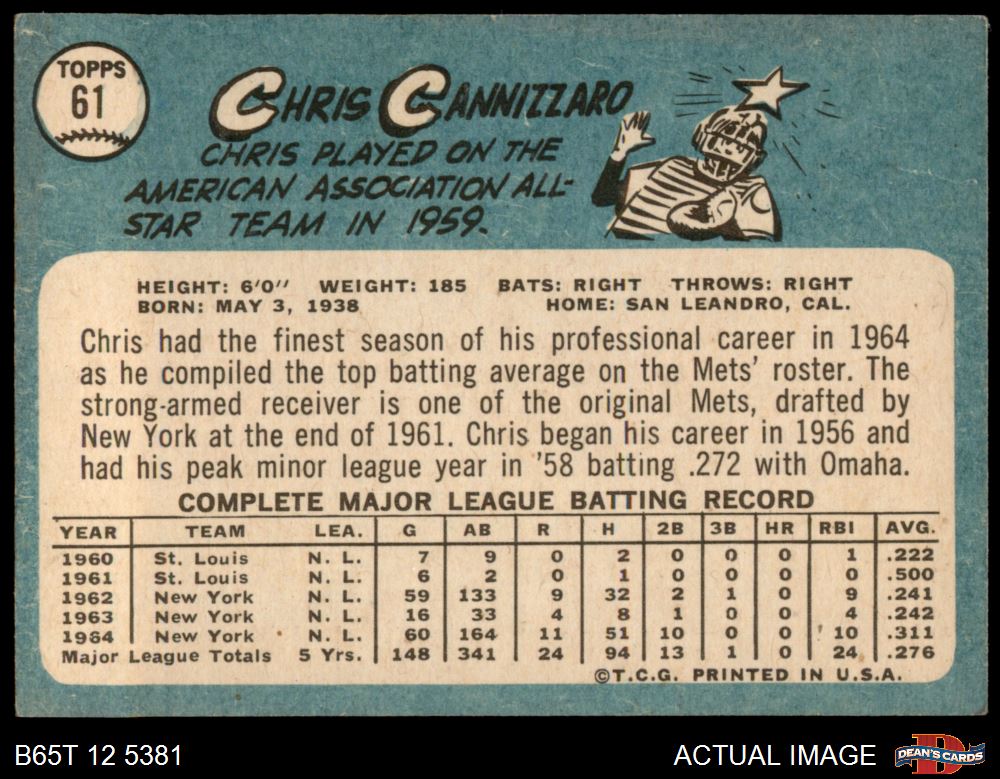 TOPPS
61
CHRIS CANNIZZARO
CHRIS PLAYED ON THE
AMERICAN ASSOCIATION ALL-
STAR TEAM IN 1959.
HEIGHT: 6'0" WEIGHT: 185 BATS: RIGHT THROWS: RIGHT
BORN: MAY 3, 1938 HOME: SAN LEANDRO, CAL.
Chris had the finest season of his professional career in 1964
as he compiled the top batting average on the Mets' roster. The
strong-armed receiver is one of the original Mets, drafted by
New York at the end of 1961. Chris began his career in 1956 and
had his peak minor league year in '58 batting .272 with Omaha.
COMPLETE MAJOR LEAGUE BATTING RECORD
YEAR TEAM LEA. G AB R H 2B 3B HR RBI AVG.
1960 St. Louis N. L. 7 9 0 2 0 0 0 1 .222
1961 St. Louis N. L. 6 2 0 1 0 0 0 0 .500
1962 New York N. L. 59 133 9 32 2 1 0 9 .241
1963 New York N. L. 16 33 4 8 1 0 0 4 .242
1964 New York N. L. 60 164 11 51 10 0 0 10 .311
Major League Totals 5 Yrs. 148 341 24 94 13 1 0 24 .276
©T.C.G. PRINTED IN U.S.A.
B65T 12 5381 ACTUAL IMAGE DEAN'S CARDS